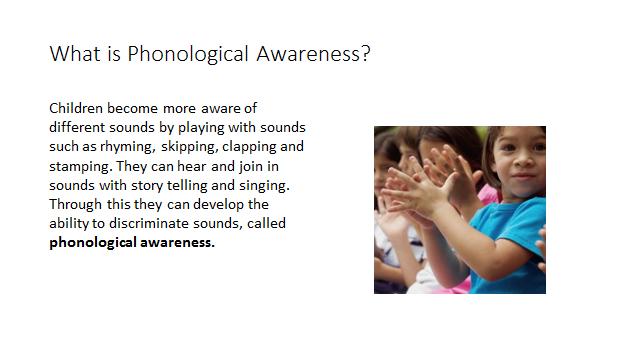 What is Phonological Awareness?
Children become more aware of
different sounds by playing with sounds
such as rhyming, skipping, clapping and
stamping. They can hear and join in
sounds with story telling and singing.
Through this they can develop the
ability to discriminate sounds, called
phonological awareness.